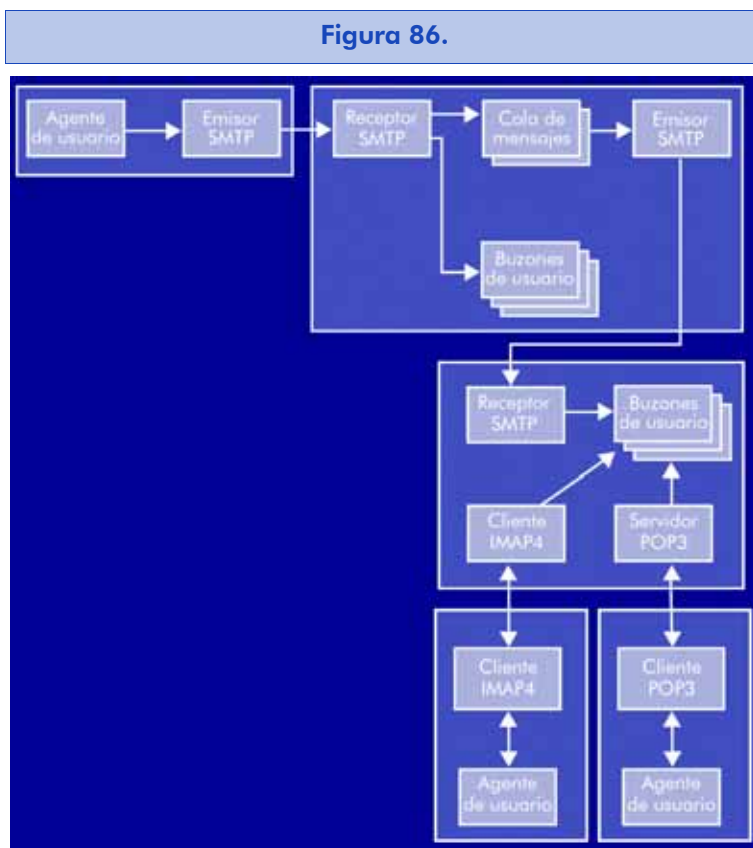 Figura 86.
Agente
de usuario
Emisor
SMTP
Receptor
SMTP
Cola de
mensajes
Emisor
SMTP
Buzones
de usuario
Receptor
SMTP
Buzones
de usuario
Cliente
IMAP4
Servidor
POP3
Cliente
IMAP4
Cliente
POP3
Agente
de usuario
Agente
de usuario